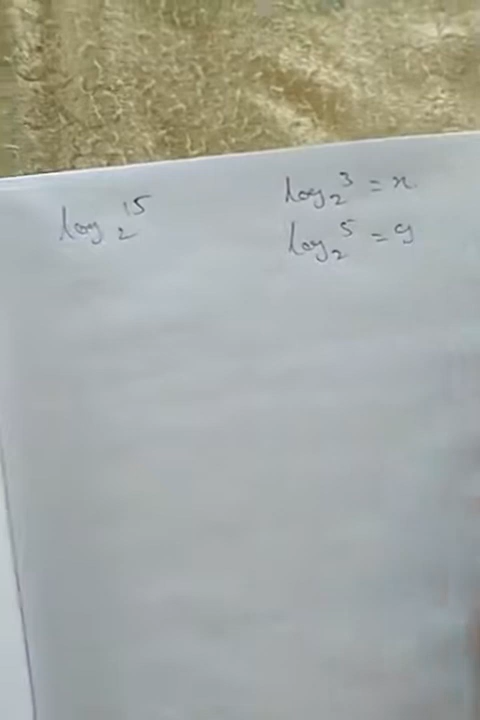 log₂ 15
log₂ 3 = x
log₂ 5 = y